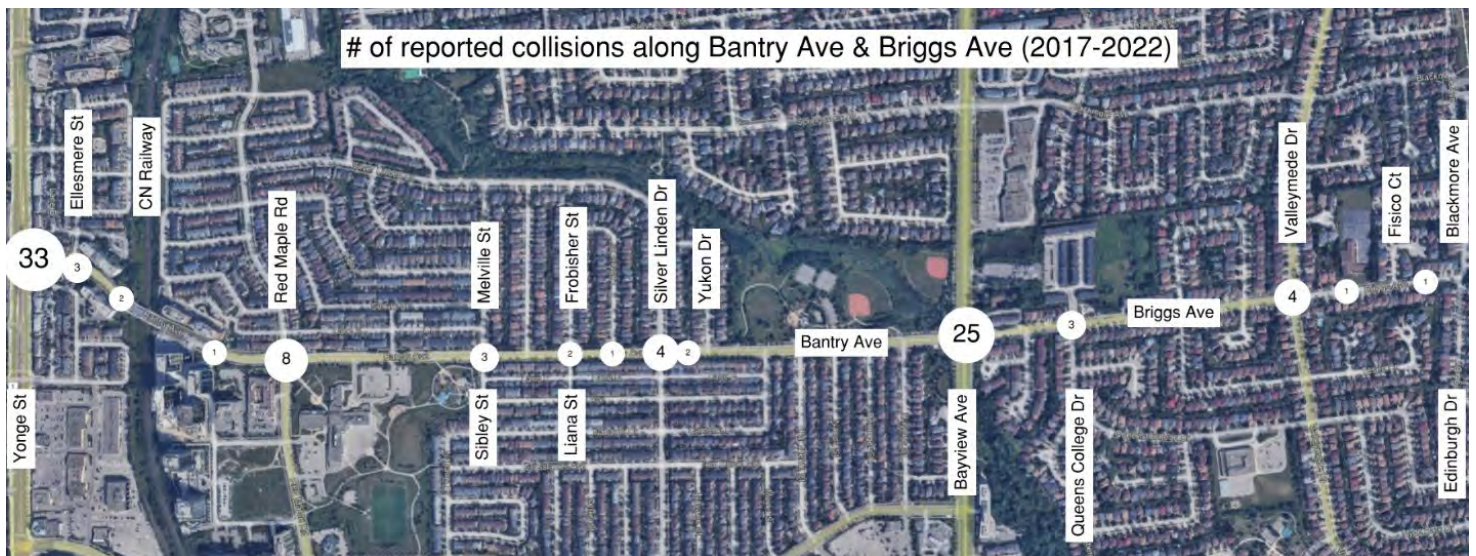 # of reported collisions along Bantry Ave & Briggs Ave (2017-2022)
Ellesmere St
CN Railway
Red Maple Rd
Melville St
Frobisher St
Silver Linden Dr
Yukon Dr
Valleymede Dr
Fisico Ct
Blackmore Ave
33
3
2
1
8
3
2
1
4
2
Bantry Ave
25
3
Briggs Ave
4
1
1
Yonge St
Sibley St
Liana St
Bayview Ave
Queens College Dr
Edinburgh Dr